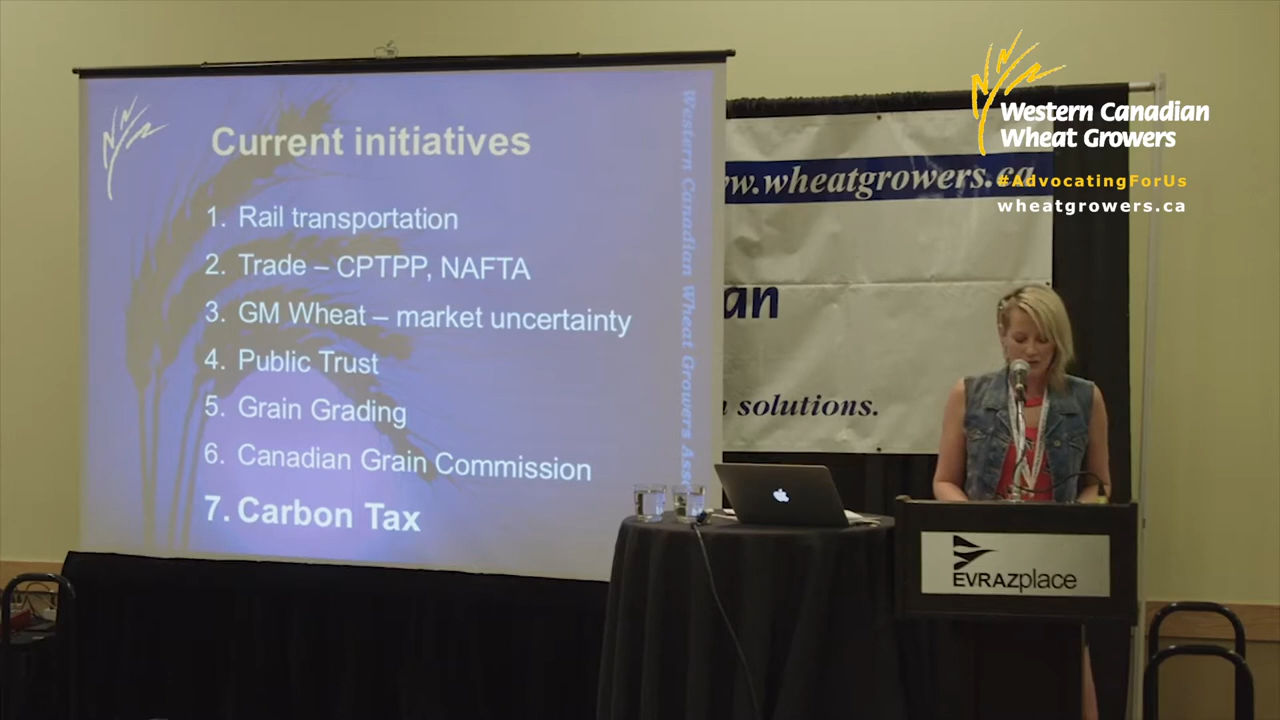 Current initiatives
1. Rail transportation
2. Trade – CPTPP, NAFTA
3. GM Wheat – market uncertainty
4. Public Trust
5. Grain Grading
6. Canadian Grain Commission
7. Carbon Tax
Western Canadian Wheat Growers
www.wheatgrowers.ca
solutions.
Western Canadian
Wheat Growers
#AdvocatingForUs
wheatgrowers.ca
EVRAZplace